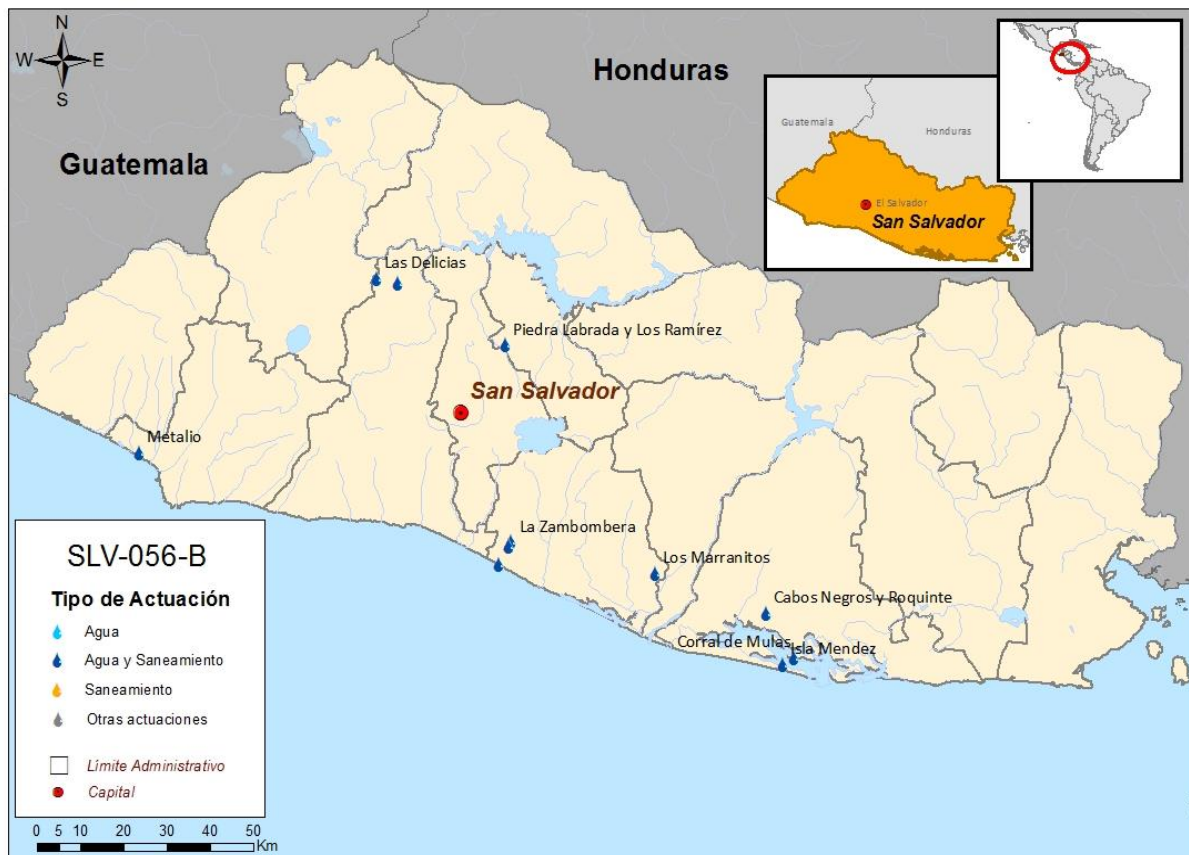 N
W E
S
Honduras
Guatemala
Guatemala
Honduras
El Salvador
San Salvador
Las Delicias
Piedra Labrada y Los Ramírez
San Salvador
Metalio
La Zambombera
Los Marranitos
Cabos Negros y Roquinte
Corral de Mulas
Isla Mendez
SLV-056-B
Tipo de Actuación
Agua
Agua y Saneamiento
Saneamiento
Otras actuaciones
Límite Administrativo
Capital
0 5 10 20 30 40 50
Km